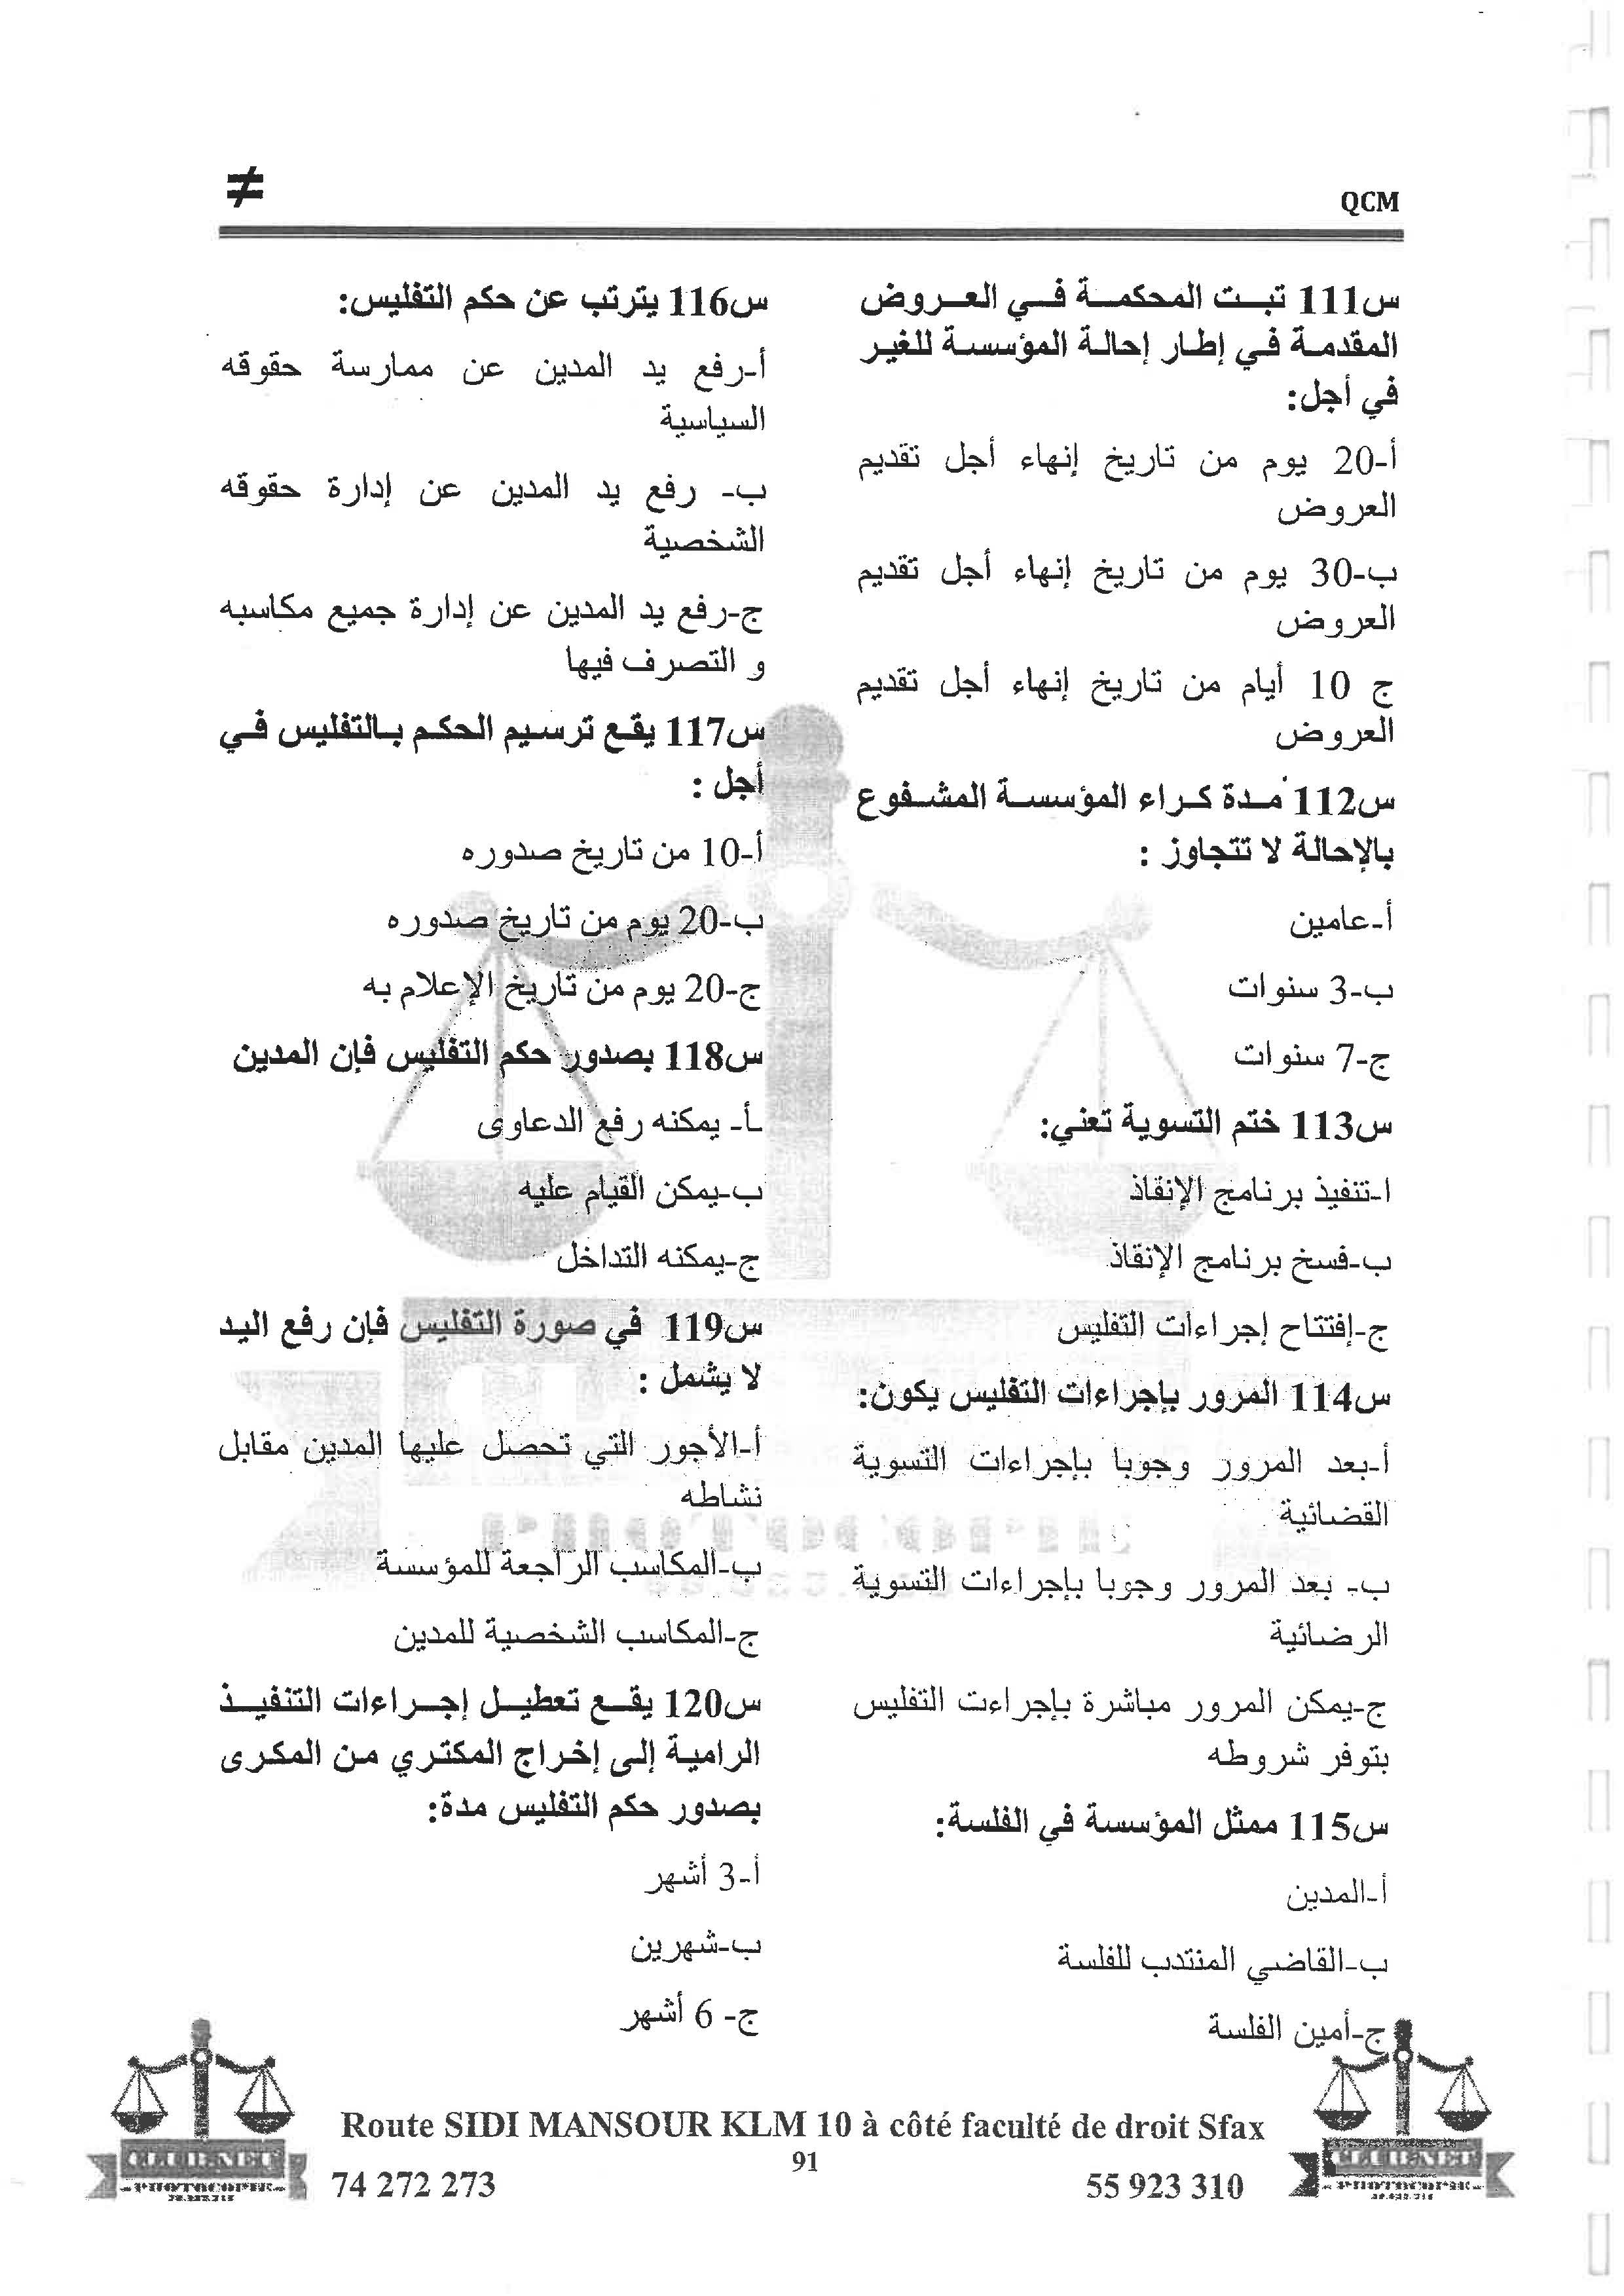 QCM
≠
س111 تبت المحكمة في العروض
المقدمة في إطار إحالة المؤسسة للغير
في أجل:
أ-20 يوم من تاريخ إنهاء أجل تقديم
العروض
ب-30 يوم من تاريخ إنهاء أجل تقديم
العروض
ج 10 أيام من تاريخ إنهاء أجل تقديم
العروض
س112 مدة كراء المؤسسة المشفوع
بالإحالة لا تتجاوز :
أ-عامين
ب-3 سنوات
ج-7 سنوات
س113 ختم التسوية تعني:
ا-تنفيذ برنامج الإنقاذ
ب-فسخ برنامج الإنقاذ
ج-إفتتاح إجراءات التفليس
س114 المرور بإجراءات التفليس يكون:
أ-بعد المرور وجوبا بإجراءات التسوية
القضائية
ب- بعد المرور وجوبا بإجراءات التسوية
الرضائية
ج-يمكن المرور مباشرة بإجراءت التفليس
بتوفر شروطه
س115 ممثل المؤسسة في الفلسة:
أ-المدين
ب-القاضي المنتدب للفلسة
ج-أمين الفلسة
س116 يترتب عن حكم التفليس:
أ-رفع يد المدين عن ممارسة حقوقه
السياسية
ب- رفع يد المدين عن إدارة حقوقه
الشخصية
ج-رفع يد المدين عن إدارة جميع مكاسبه
و التصرف فيها
س117 يقع ترسيم الحكم بالتفليس في
أجل :
أ-10 من تاريخ صدوره
ب-20 يوم من تاريخ صدوره
ج-20 يوم من تاريخ الإعلام به
س118 بصدور حكم التفليس فإن المدين
أ- يمكنه رفع الدعاوى
ب-يمكن القيام عليه
ج-يمكنه التداخل
س119 في صورة التفليس فإن رفع اليد
لا يشمل :
أ-الأجور التي تحصل عليها المدين مقابل
نشاطه
ب-المكاسب الراجعة للمؤسسة
ج-المكاسب الشخصية للمدين
س120 يقع تعطيل إجراءات التنفيذ
الرامية إلى إخراج المكتري من المكرى
بصدور حكم التفليس مدة:
أ-3 أشهر
ب-شهرين
ج- 6 أشهر
Route SIDI MANSOUR KLM 10 à côté faculté de droit Sfax
91
74 272 273
55 923 310
CLUB NET
-PHOTOCOPIE-
CLUB NET
-PHOTOCOPIE-